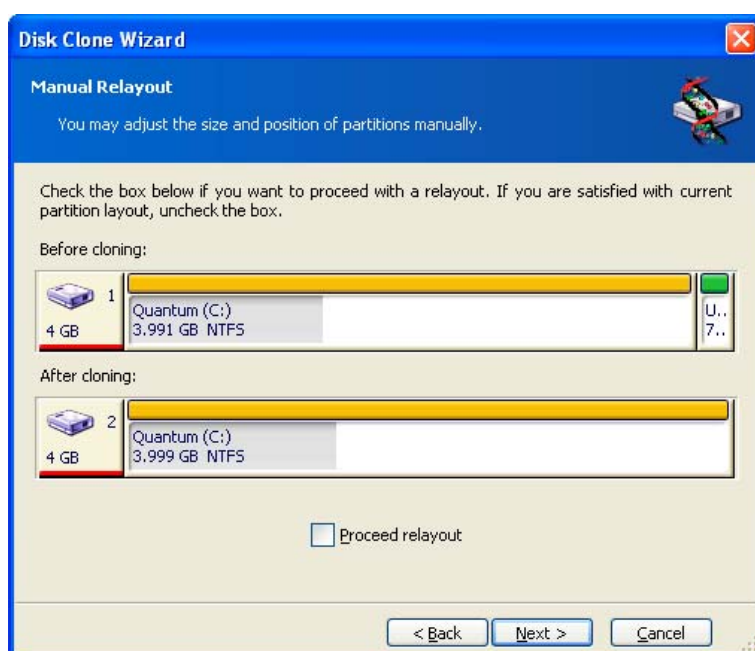 Disk Clone Wizard
Manual Relayout
You may adjust the size and position of partitions manually.
Check the box below if you want to proceed with a relayout. If you are satisfied with current
partition layout, uncheck the box.
Before cloning:
1
4 GB
Quantum (C:)
3.991 GB NTFS
U..
7..
After cloning:
2
4 GB
Quantum (C:)
3.999 GB NTFS
Proceed relayout
< Back
Next >
Cancel